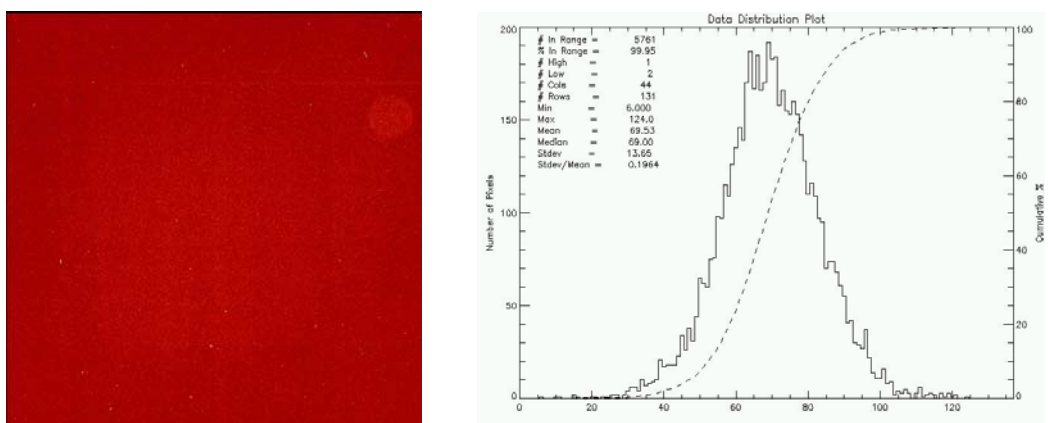 Data Distribution Plot
# In Range = 5761
% In Range = 99.95
# High = 1
# Low = 2
# Cols = 44
# Rows = 131
Min = 6.000
Max = 124.0
Mean = 69.53
Median = 69.00
Stdev = 13.65
Stdev/Mean = 0.1964
200
150
100
50
0
Number of Pixels
100
80
60
40
20
0
Cumulative %
0 20 40 60 80 100 120